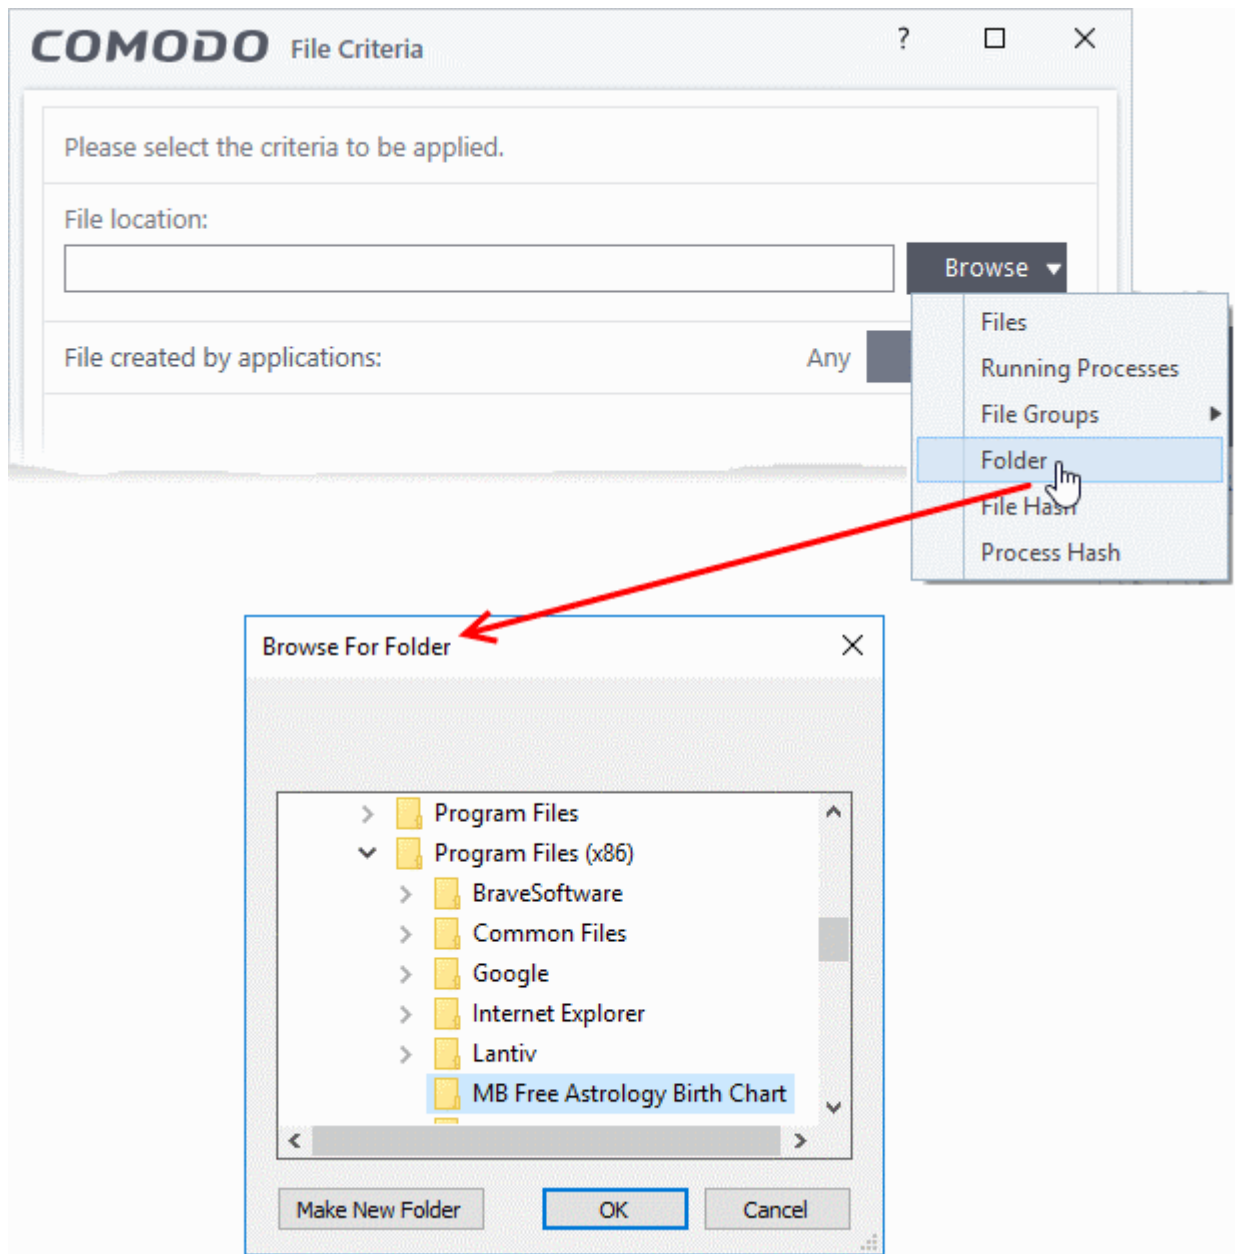 COMODO File Criteria ?
Please select the criteria to be applied.
File location:
Browse
Files
File created by applications: Any
Running Processes
File Groups
Folder
File Hash
Process Hash
Browse For Folder
Program Files
Program Files (x86)
BraveSoftware
Common Files
Google
Internet Explorer
Lantiv
MB Free Astrology Birth Chart
Make New Folder OK Cancel